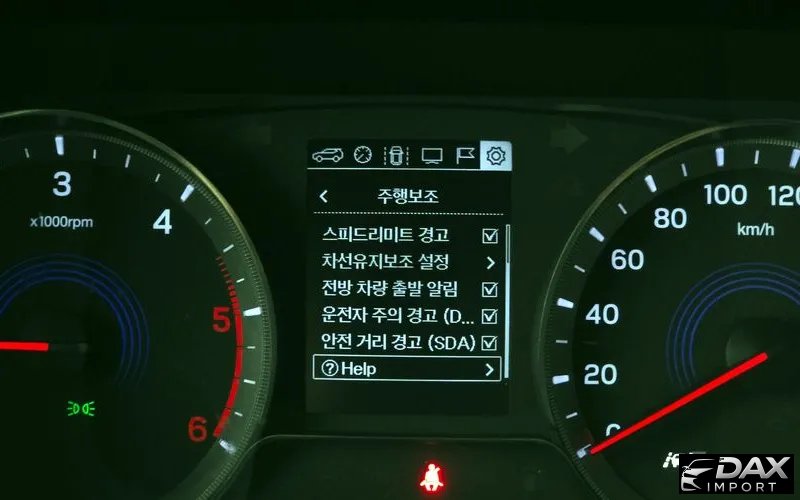 3
4
5
6
x1000rpm
주행보조
스피드리미트 경고
차선유지보조 설정
전방 차량 출발 알림
운전자 주의 경고 (D...
안전 거리 경고 (SDA)
? Help
0
20
40
60
80
100
120
km/h
DAX
IMPORT